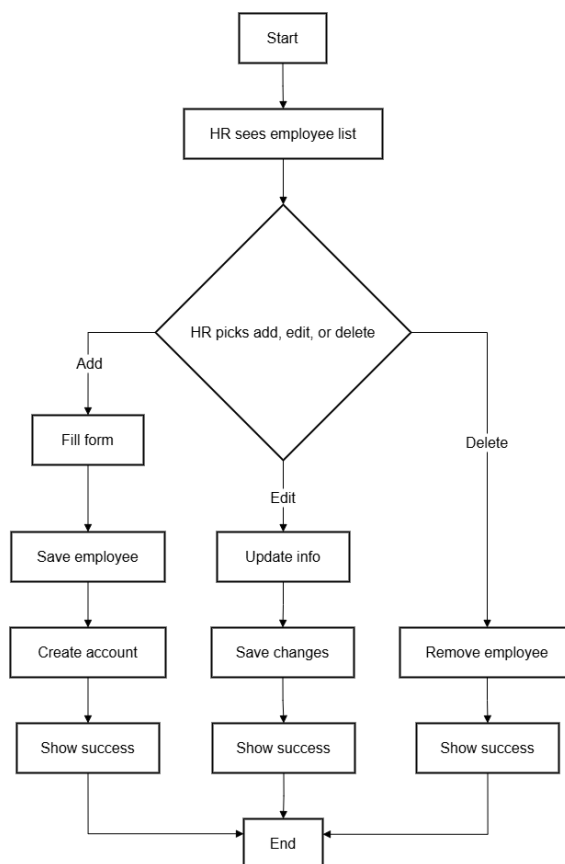 Start
HR sees employee list
HR picks add, edit, or delete
Add
Fill form
Delete
Edit
Save employee
Update info
Create account
Save changes
Remove employee
Show success
Show success
Show success
End